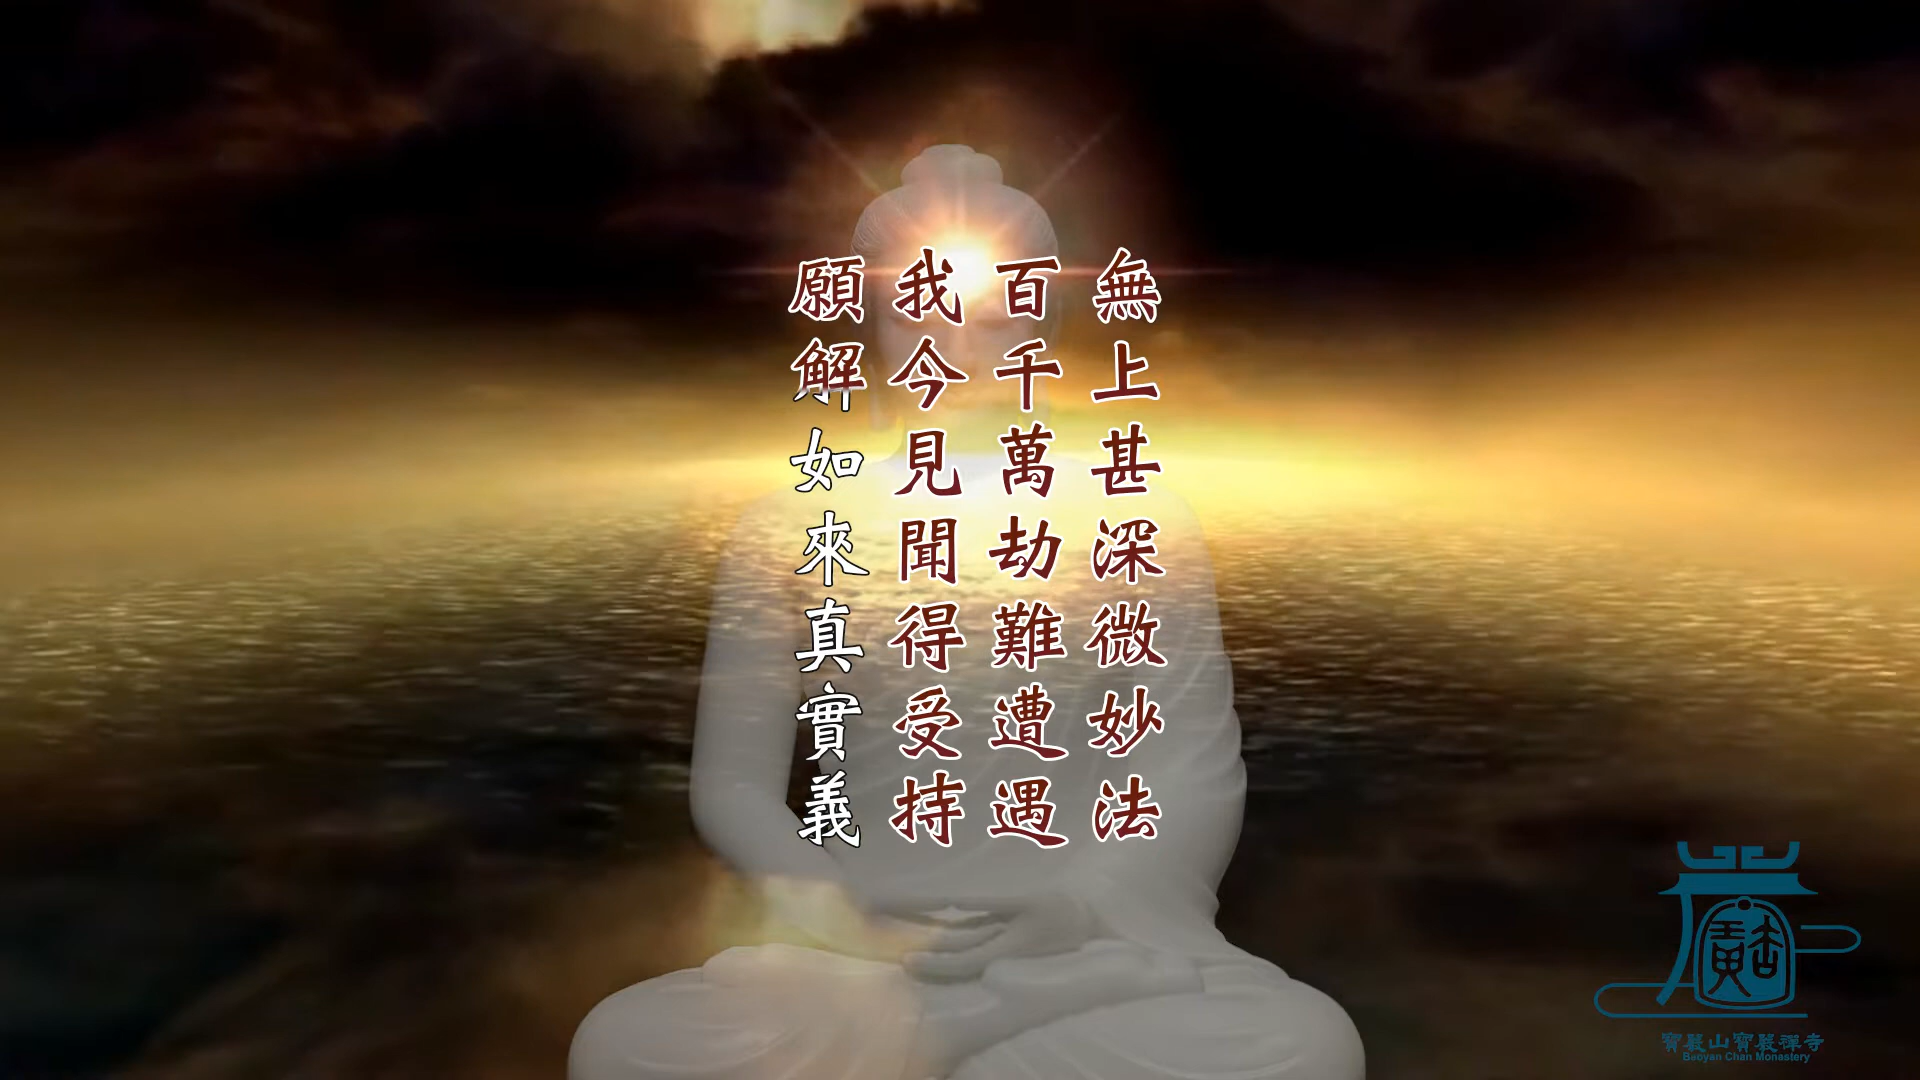 無上甚深微妙法
百千萬劫難遭遇
我今見聞得受持
願解如來真實義
寶嚴山寶嚴禪寺
Baoyan Chan Monastery